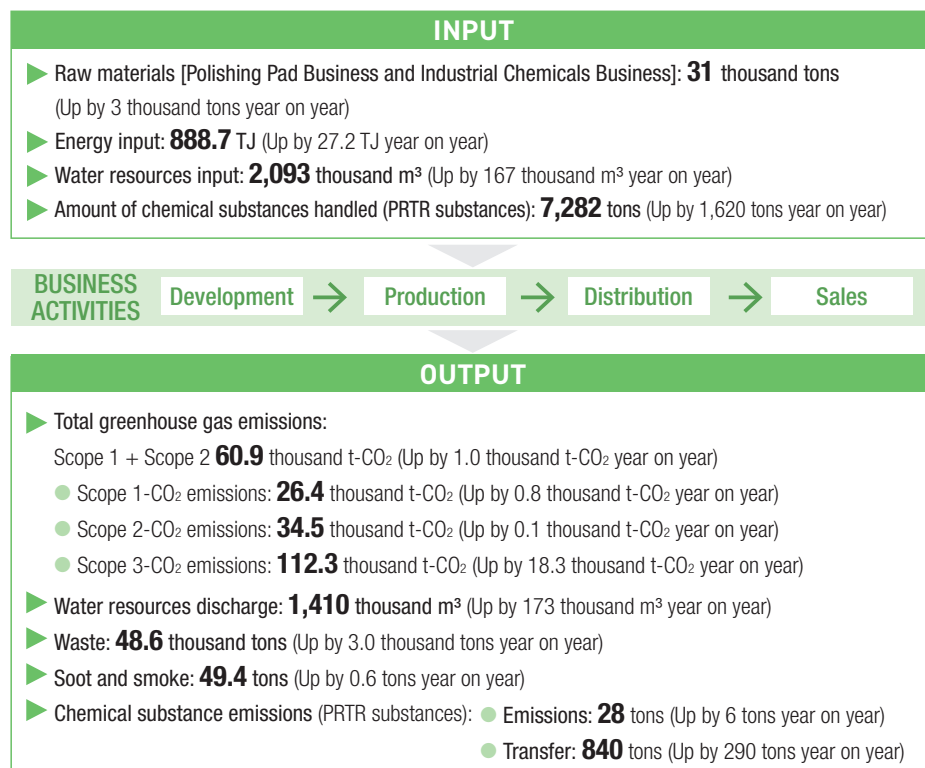 INPUT
Raw materials [Polishing Pad Business and Industrial Chemicals Business]: 31 thousand tons
(Up by 3 thousand tons year on year)
Energy input: 888.7 TJ (Up by 27.2 TJ year on year)
Water resources input: 2,093 thousand m³ (Up by 167 thousand m³ year on year)
Amount of chemical substances handled (PRTR substances): 7,282 tons (Up by 1,620 tons year on year)
BUSINESS
ACTIVITIES
Development
Production
Distribution
Sales
OUTPUT
Total greenhouse gas emissions:
Scope 1 + Scope 2 60.9 thousand t-CO₂ (Up by 1.0 thousand t-CO₂ year on year)
Scope 1-CO₂ emissions: 26.4 thousand t-CO₂ (Up by 0.8 thousand t-CO₂ year on year)
Scope 2-CO₂ emissions: 34.5 thousand t-CO₂ (Up by 0.1 thousand t-CO₂ year on year)
Scope 3-CO₂ emissions: 112.3 thousand t-CO₂ (Up by 18.3 thousand t-CO₂ year on year)
Water resources discharge: 1,410 thousand m³ (Up by 173 thousand m³ year on year)
Waste: 48.6 thousand tons (Up by 3.0 thousand tons year on year)
Soot and smoke: 49.4 tons (Up by 0.6 tons year on year)
Chemical substance emissions (PRTR substances): Emissions: 28 tons (Up by 6 tons year on year)
Transfer: 840 tons (Up by 290 tons year on year)